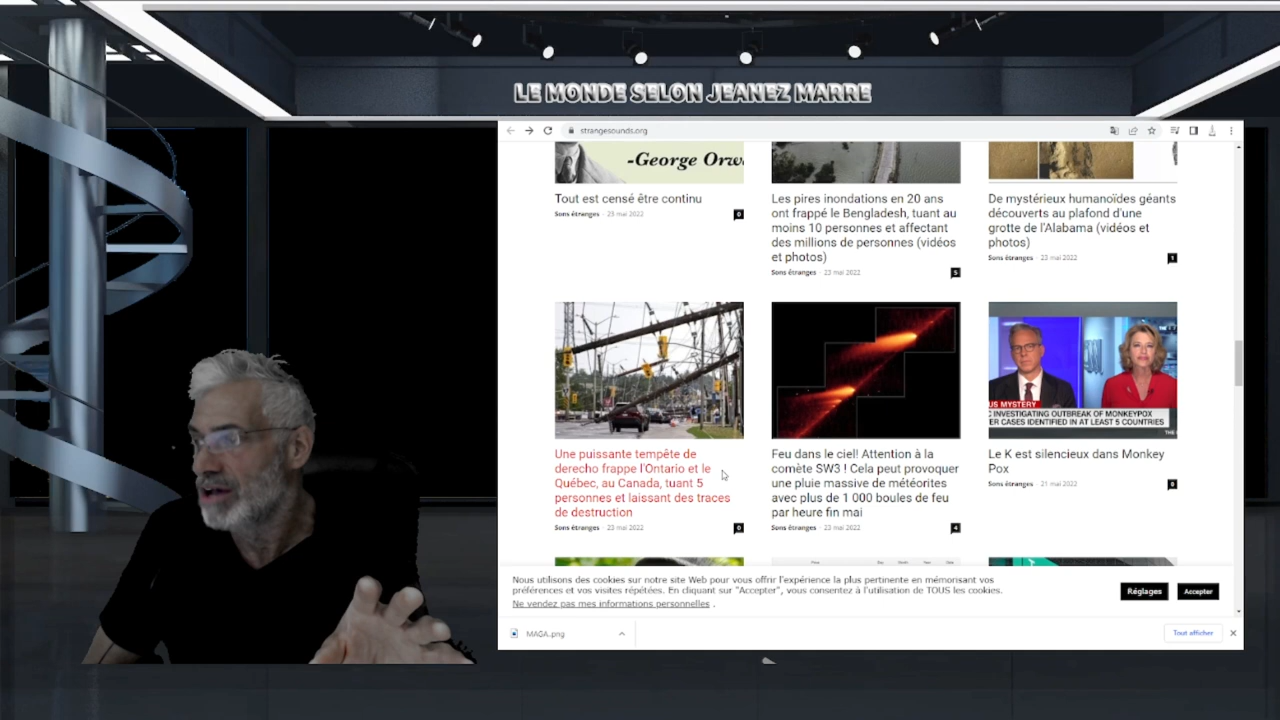 LE MONDE SELON JEANEZ MARRE
strangesounds.org
-George Orw
Tout est censé être continu
Sons étranges - 23 mai 2022
0
Les pires inondations en 20 ans
ont frappé le Bengladesh, tuant au
moins 10 personnes et affectant
des millions de personnes (vidéos
et photos)
Sons étranges - 23 mai 2022
5
De mystérieux humanoïdes géants
découverts au plafond d'une
grotte de l'Alabama (vidéos et
photos)
Sons étranges - 23 mai 2022
1
Une puissante tempête de
derecho frappe l'Ontario et le
Québec, au Canada, tuant 5
personnes et laissant des traces
de destruction
Sons étranges - 23 mai 2022
0
Feu dans le ciel! Attention à la
comète SW3 ! Cela peut provoquer
une pluie massive de météorites
avec plus de 1 000 boules de feu
par heure fin mai
Sons étranges - 23 mai 2022
4
US MYSTERY
C INVESTIGATING OUTBREAK OF MONKEYPOX
ER CASES IDENTIFIED IN AT LEAST 5 COUNTRIES
Le K est silencieux dans Monkey
Pox
Sons étranges - 21 mai 2022
0
Nous utilisons des cookies sur notre site Web pour vous offrir l'expérience la plus pertinente en mémorisant vos
préférences et vos visites répétées. En cliquant sur "Accepter", vous consentez à l'utilisation de TOUS les cookies.
Ne vendez pas mes informations personnelles .
Réglages
Accepter
MAGA.png
Tout afficher